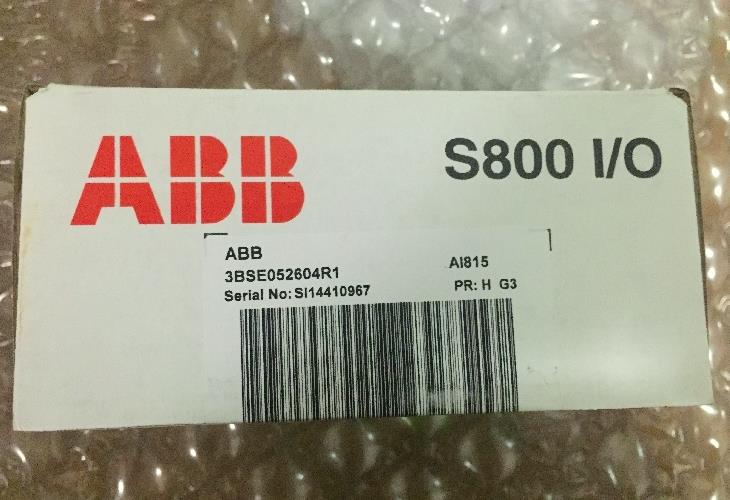 ABB
S800 I/O
ABB
3BSE052604R1 AI815
Serial No: SI14410967 PR: H G3